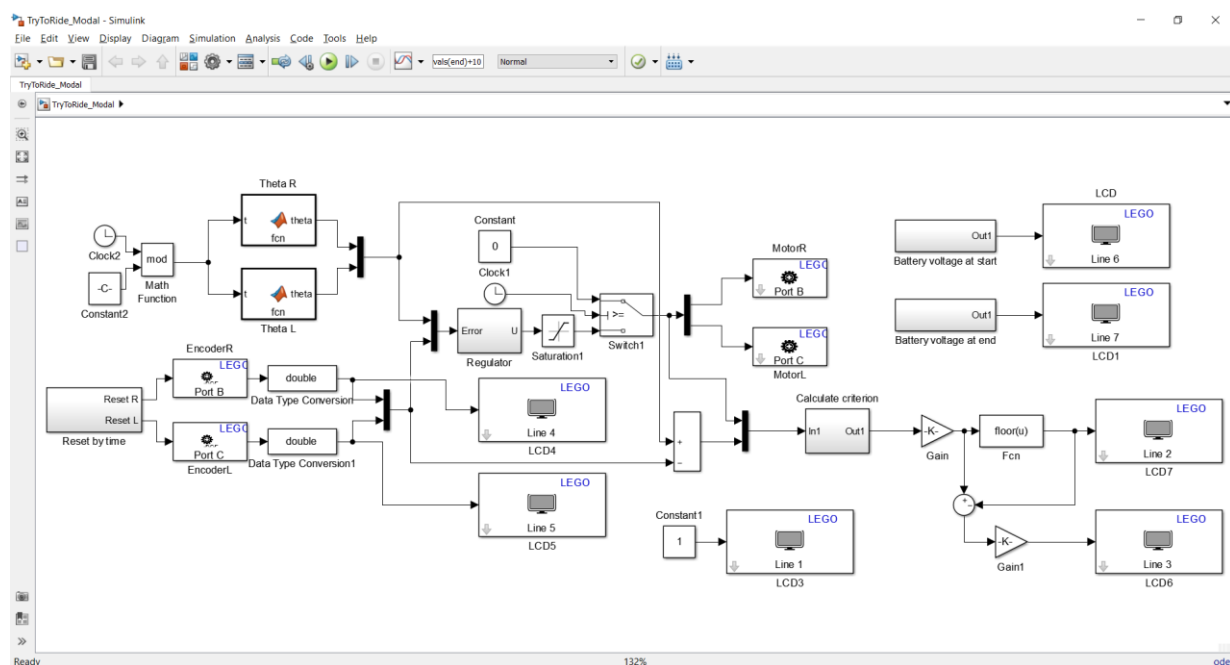 TryToRide_Modal - Simulink
File Edit View Display Diagram Simulation Analysis Code Tools Help
vals(end)+10 Normal
TryToRide_Modal
TryToRide_Modal
Theta R
t theta
fcn
Clock2
-C-
Constant2
mod
Math
Function
t theta
fcn
Theta L
Constant
0
Clock1
>=
Switch1
Error U
Regulator
Saturation1
MotorR
LEGO
Port B
LEGO
Port C
MotorL
LCD
Out1
Battery voltage at start
LEGO
Line 6
Out1
Battery voltage at end
LEGO
Line 7
LCD1
Reset R
Reset L
Reset by time
EncoderR
LEGO
Port B
double
Data Type Conversion
LEGO
Port C
EncoderL
double
Data Type Conversion1
LEGO
Line 4
LCD4
LEGO
Line 5
LCD5
+
−
Calculate criterion
In1 Out1
-K-
Gain
floor(u)
Fcn
LEGO
Line 2
LCD7
+
-
-K-
Gain1
LEGO
Line 3
LCD6
Constant1
1
LEGO
Line 1
LCD3
Ready 132% ode